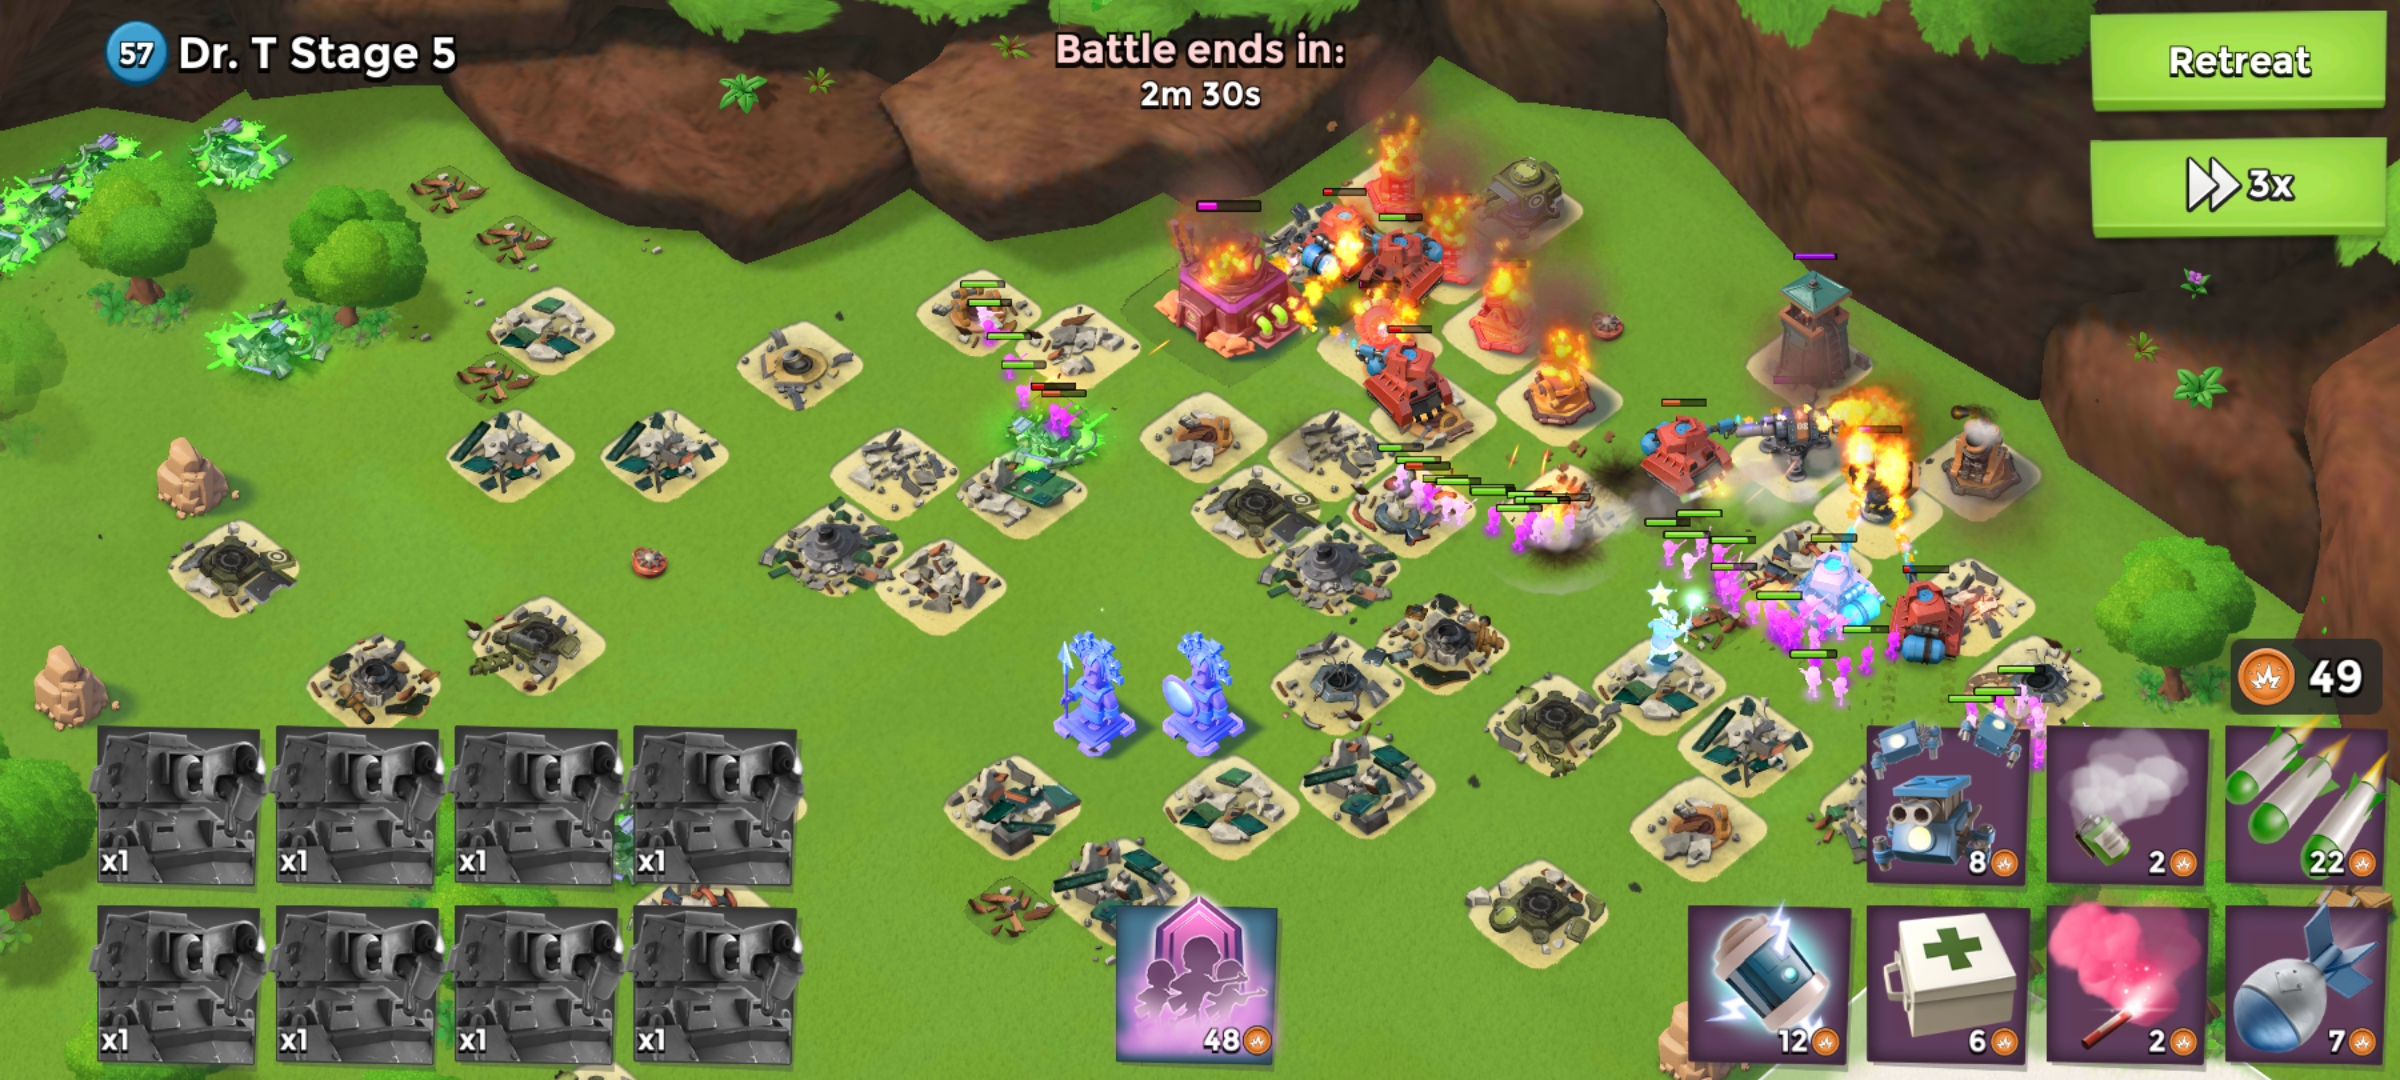 57 Dr. T Stage 5
Battle ends in:
2m 30s
Retreat
3x
49
x1 x1 x1 x1
8 2 22
x1 x1 x1 x1
48
12 6 2 7